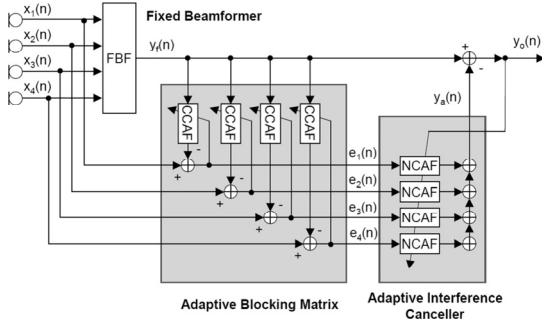 x1(n)
x2(n)
x3(n)
x4(n)
Fixed Beamformer
FBF
yf(n)
+
-
yo(n)
ya(n)
CCAF
CCAF
CCAF
CCAF
-
+
-
+
-
+
-
+
e1(n)
e2(n)
e3(n)
e4(n)
NCAF
NCAF
NCAF
NCAF
Adaptive Blocking Matrix
Adaptive Interference
Canceller